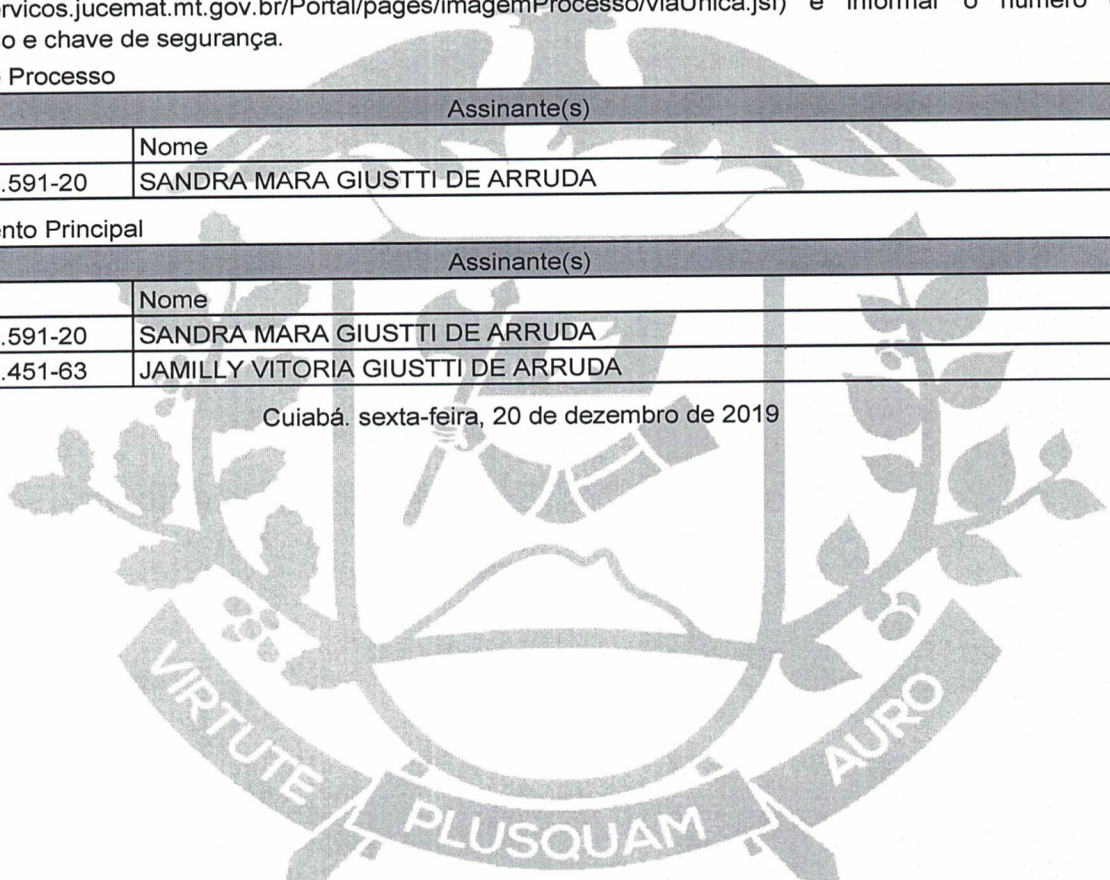 rvicos.jucemat.mt.gov.br/Portal/pages/imagemProcesso/viaUnica.jsf) e informar o número
o e chave de segurança.
Processo
Assinante(s)
Nome
.591-20 SANDRA MARA GIUSTTI DE ARRUDA
nto Principal
Assinante(s)
Nome
.591-20 SANDRA MARA GIUSTTI DE ARRUDA
.451-63 JAMILLY VITORIA GIUSTTI DE ARRUDA
Cuiabá. sexta-feira, 20 de dezembro de 2019
VIRTUTE PLUSQUAM AURO